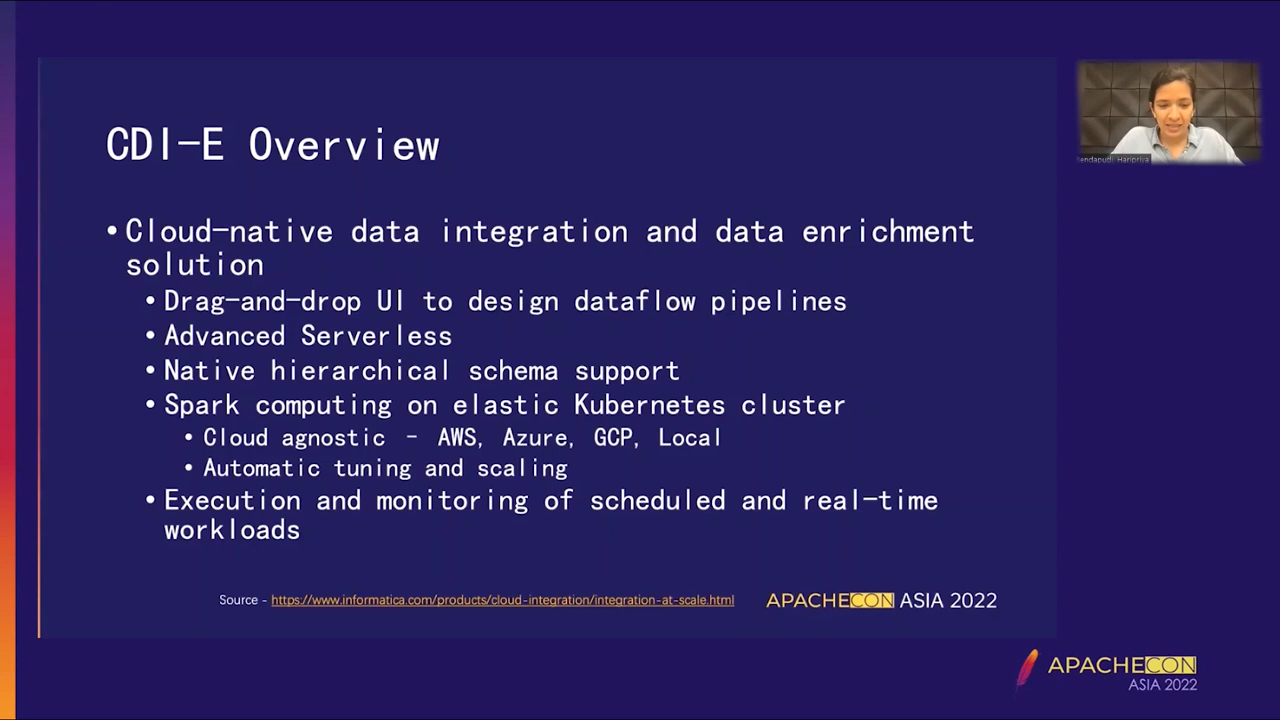 CDI-E Overview
• Cloud-native data integration and data enrichment
solution
• Drag-and-drop UI to design dataflow pipelines
• Advanced Serverless
• Native hierarchical schema support
• Spark computing on elastic Kubernetes cluster
• Cloud agnostic – AWS, Azure, GCP, Local
• Automatic tuning and scaling
• Execution and monitoring of scheduled and real-time
workloads
Source - https://www.informatica.com/products/cloud-integration/integration-at-scale.html
APACHECON ASIA 2022
Haripriya
APACHECON
ASIA 2022